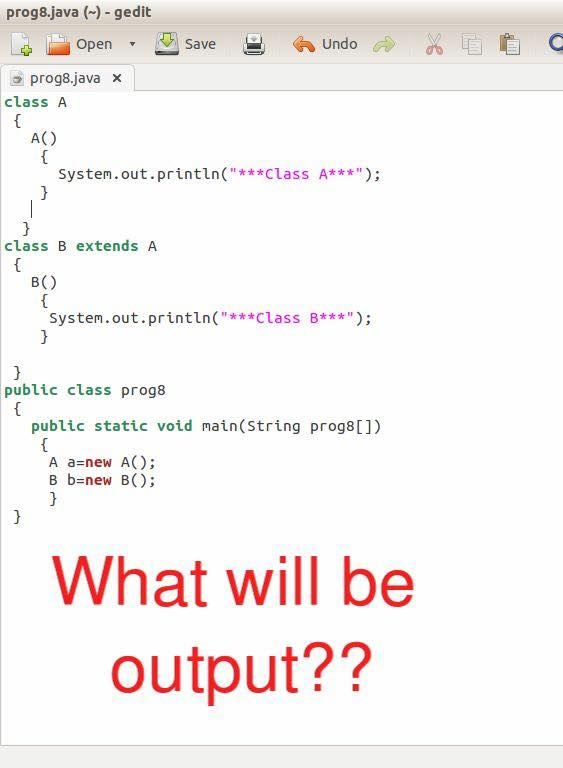 prog8.java (~) - gedit
Open Save Undo
prog8.java ×
class A
{
A()
{
System.out.println("***Class A***");
}
}
class B extends A
{
B()
{
System.out.println("***Class B***");
}
}
public class prog8
{
public static void main(String prog8[])
{
A a=new A();
B b=new B();
}
}
What will be
output??